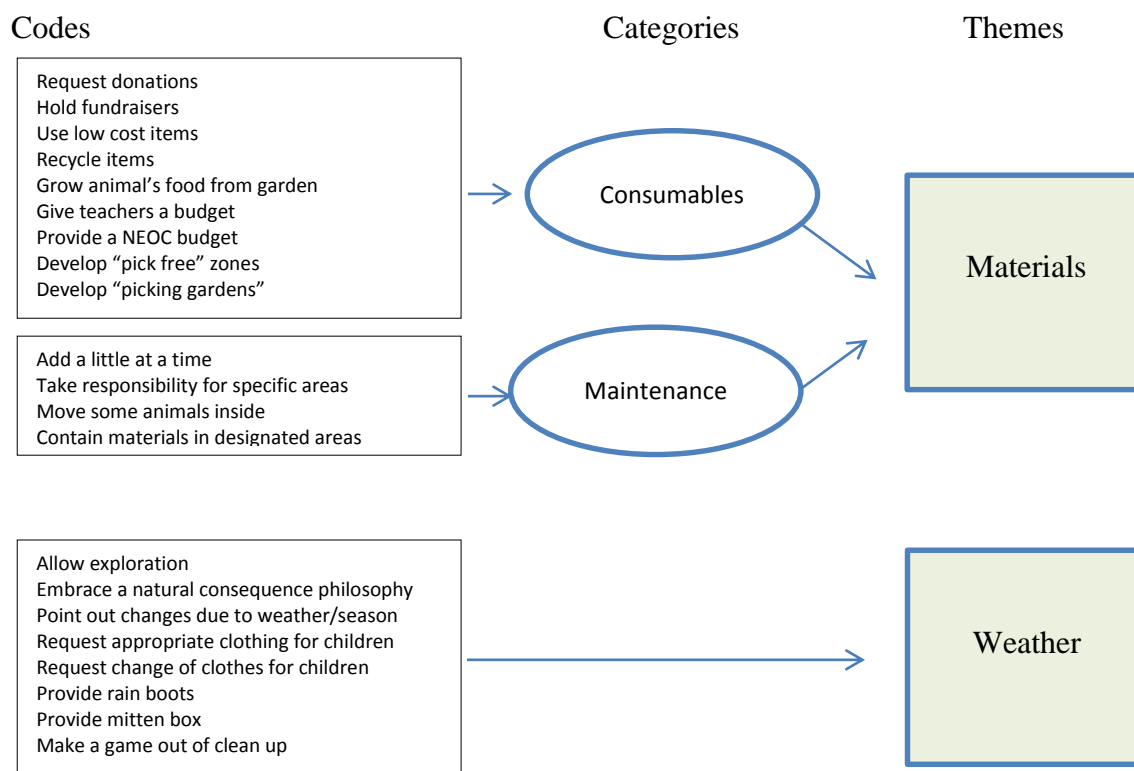 Codes
Categories
Themes
Request donations
Hold fundraisers
Use low cost items
Recycle items
Grow animal’s food from garden
Give teachers a budget
Provide a NEOC budget
Develop “pick free” zones
Develop “picking gardens”
Consumables
Materials
Add a little at a time
Take responsibility for specific areas
Move some animals inside
Contain materials in designated areas
Maintenance
Allow exploration
Embrace a natural consequence philosophy
Point out changes due to weather/season
Request appropriate clothing for children
Request change of clothes for children
Provide rain boots
Provide mitten box
Make a game out of clean up
Weather